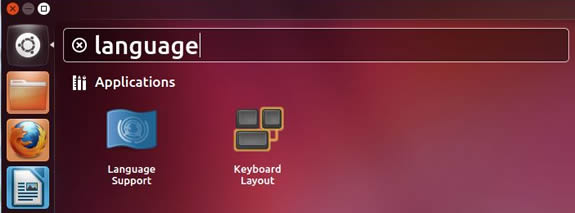 language
Applications
Language
Support
Keyboard
Layout